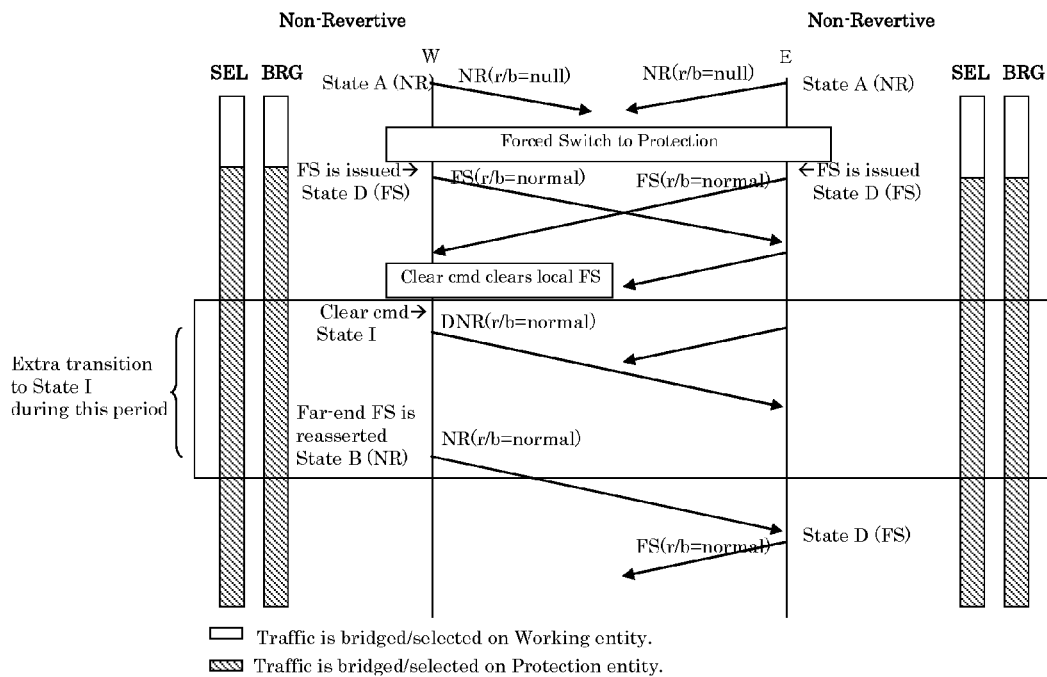 Non-Revertive
Non-Revertive
W
E
SEL BRG
SEL BRG
State A (NR)
NR(r/b=null)
NR(r/b=null)
State A (NR)
Forced Switch to Protection
FS is issued→
State D (FS)
FS(r/b=normal)
FS(r/b=normal)
←FS is issued
State D (FS)
Clear cmd clears local FS
Clear cmd→
State I
DNR(r/b=normal)
Extra transition
to State I
during this period
Far-end FS is
reasserted
State B (NR)
NR(r/b=normal)
State D (FS)
FS(r/b=normal)
Traffic is bridged/selected on Working entity.
Traffic is bridged/selected on Protection entity.